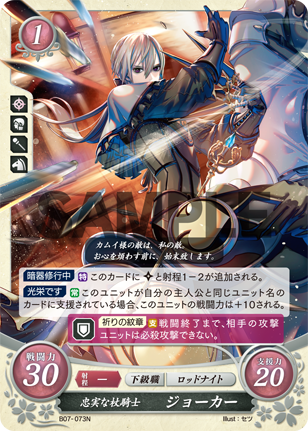 1
SAMPLE
カムイ様の敵は、私の敵。
お心を煩わす前に、始末致します。
暗器修行中 特 このカードに と射程1－2が追加される。
光栄です 常 このユニットが自分の主人公と同じユニット名の
カードに支援されている場合、このユニットの戦闘力は＋10される。
祈りの紋章 支 戦闘終了まで、相手の攻撃
ユニットは必殺攻撃できない。
戦闘力
30
射程 一
下級職
ロッドナイト
支援力
20
忠実な杖騎士 ジョーカー
B07-073N
Illust：セツ